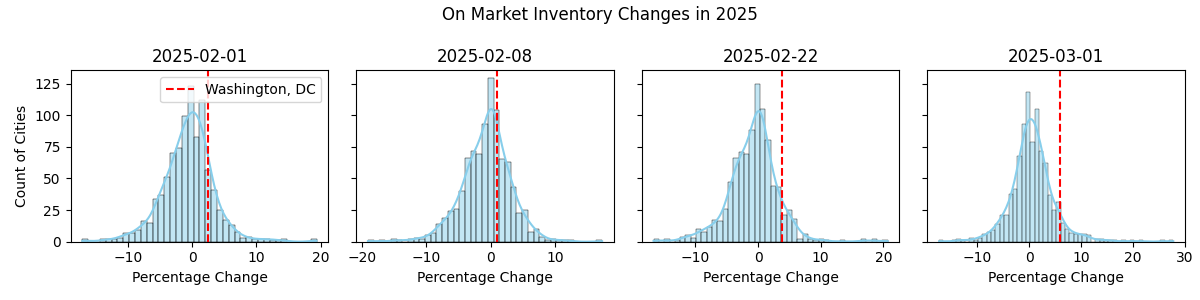 On Market Inventory Changes in 2025
2025-02-01
2025-02-08
2025-02-22
2025-03-01
Washington, DC
Count of Cities
125
100
75
50
25
0
−10 0 10 20
−20 −10 0 10
−10 0 10 20
−10 0 10 20 30
Percentage Change
Percentage Change
Percentage Change
Percentage Change